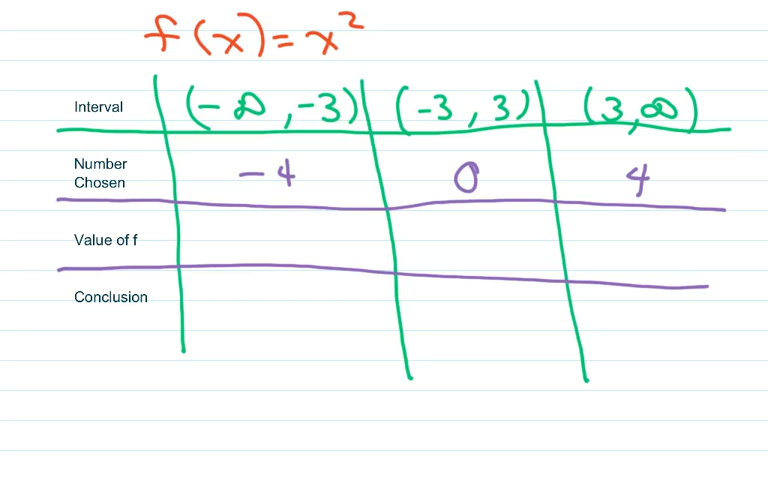 f(x) = x²
Interval (-∞, -3) (-3, 3) (3, ∞)
Number Chosen -4 0 4
Value of f
Conclusion